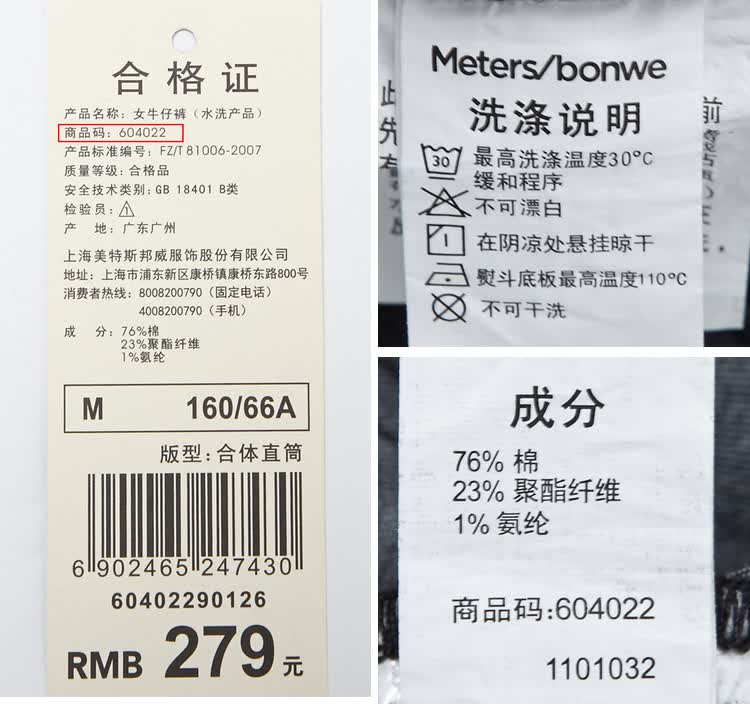 合格证
产品名称: 女牛仔裤（水洗产品）
商品码: 604022
产品标准编号: FZ/T 81006-2007
质量等级: 合格品
安全技术类别: GB 18401 B类
检验员: 1
产 地: 广东广州
上海美特斯邦威服饰股份有限公司
地址: 上海市浦东新区康桥镇康桥东路800号
消费者热线: 8008200790（固定电话）
4008200790（手机）
成 分: 76%棉
23%聚酯纤维
1%氨纶
M 160/66A
版型: 合体直筒
6 902465 247430
60402290126
RMB 279元
Meters/bonwe
洗涤说明
30 最高洗涤温度30°C
缓和程序
不可漂白
在阴凉处悬挂晾干
熨斗底板最高温度110°C
不可干洗
此
先
前
成分
76% 棉
23% 聚酯纤维
1% 氨纶
商品码:604022
1101032